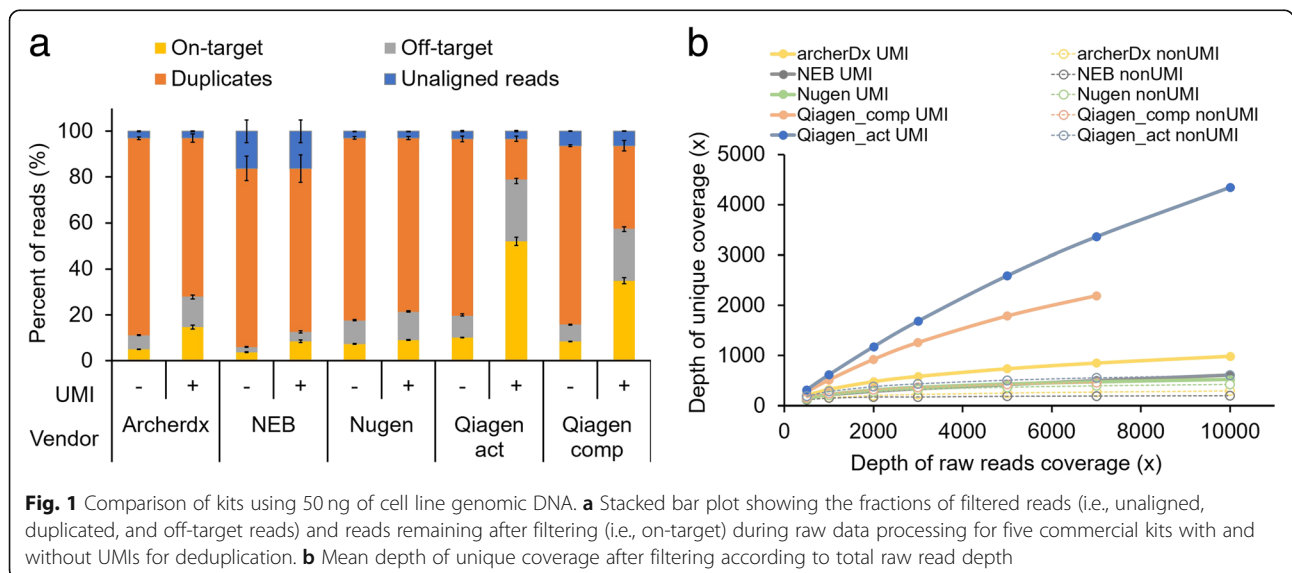 a
On-target
Off-target
Duplicates
Unaligned reads
Percent of reads (%)
100
80
60
40
20
0
UMI - + - + - + - + - +
Vendor Archerdx NEB Nugen Qiagen act Qiagen comp
b
archerDx UMI archerDx nonUMI
NEB UMI NEB nonUMI
Nugen UMI Nugen nonUMI
Qiagen_comp UMI Qiagen_comp nonUMI
Qiagen_act UMI Qiagen_act nonUMI
Depth of unique coverage (x)
5000
4000
3000
2000
1000
0
0 2000 4000 6000 8000 10000
Depth of raw reads coverage (x)
Fig. 1 Comparison of kits using 50 ng of cell line genomic DNA. a Stacked bar plot showing the fractions of filtered reads (i.e., unaligned,
duplicated, and off-target reads) and reads remaining after filtering (i.e., on-target) during raw data processing for five commercial kits with and
without UMIs for deduplication. b Mean depth of unique coverage after filtering according to total raw read depth